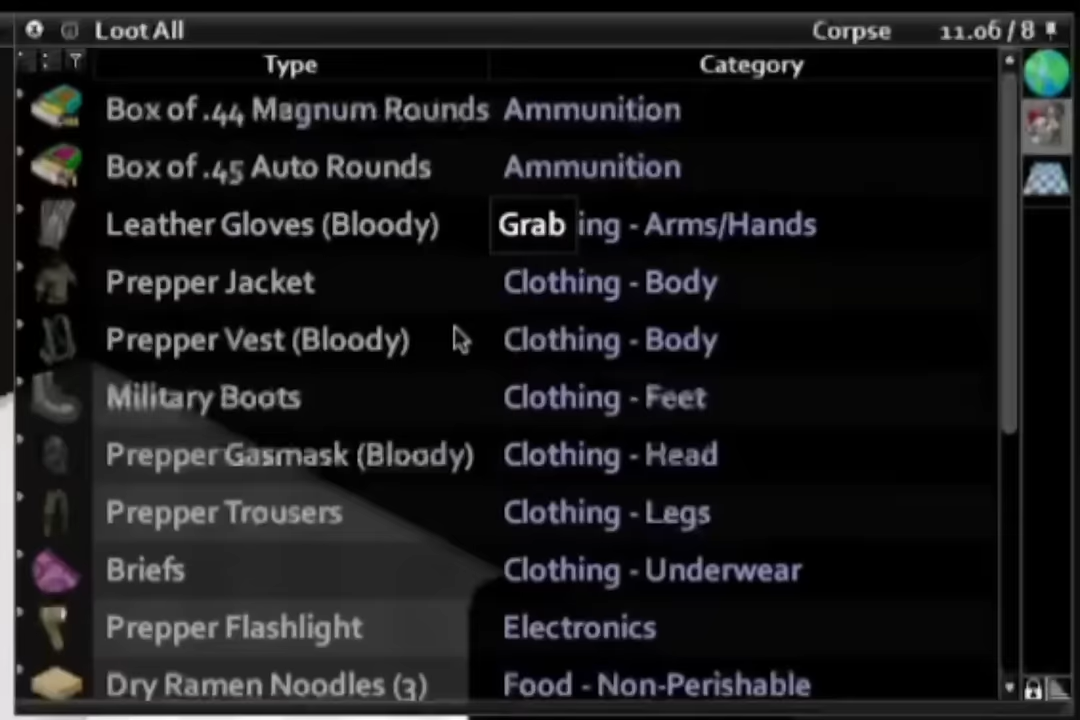 Loot All Corpse 11.06 / 8
Type Category
Box of .44 Magnum Rounds Ammunition
Box of .45 Auto Rounds Ammunition
Leather Gloves (Bloody) Grab ing - Arms/Hands
Prepper Jacket Clothing - Body
Prepper Vest (Bloody) Clothing - Body
Military Boots Clothing - Feet
Prepper Gasmask (Bloody) Clothing - Head
Prepper Trousers Clothing - Legs
Briefs Clothing - Underwear
Prepper Flashlight Electronics
Dry Ramen Noodles (3) Food - Non-Perishable